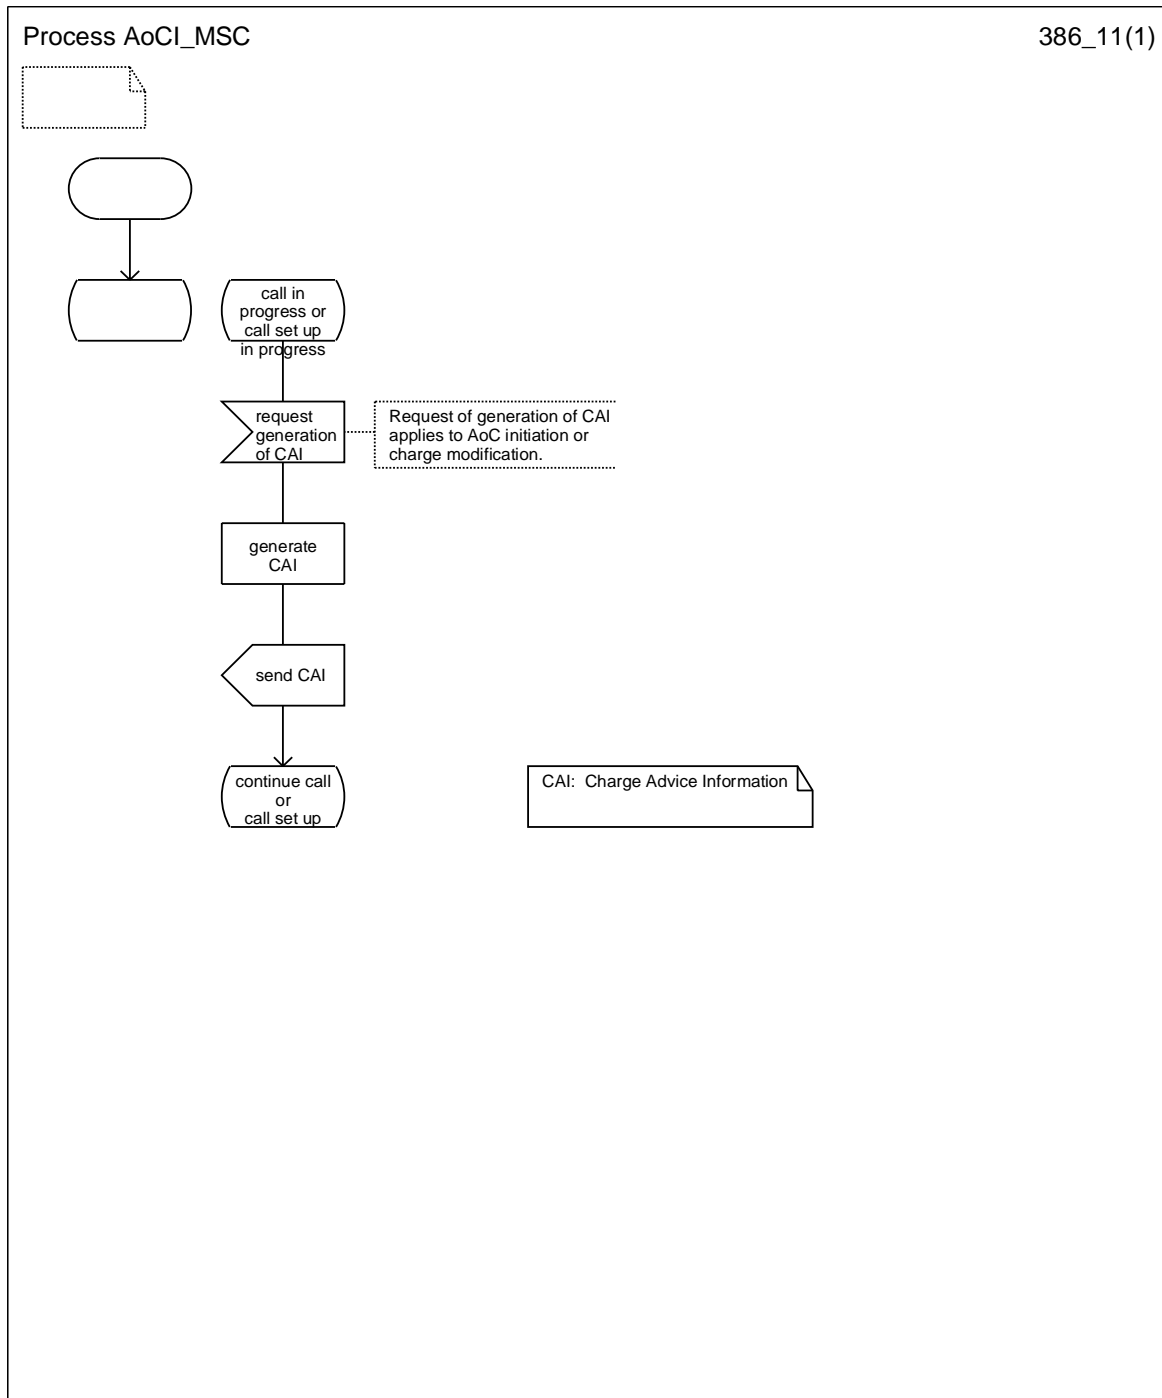 Process AoCI_MSC
386_11(1)
call in
progress or
call set up
in progress
request
generation
of CAI
Request of generation of CAI
applies to AoC initiation or
charge modification.
generate
CAI
send CAI
continue call
or
call set up
CAI: Charge Advice Information